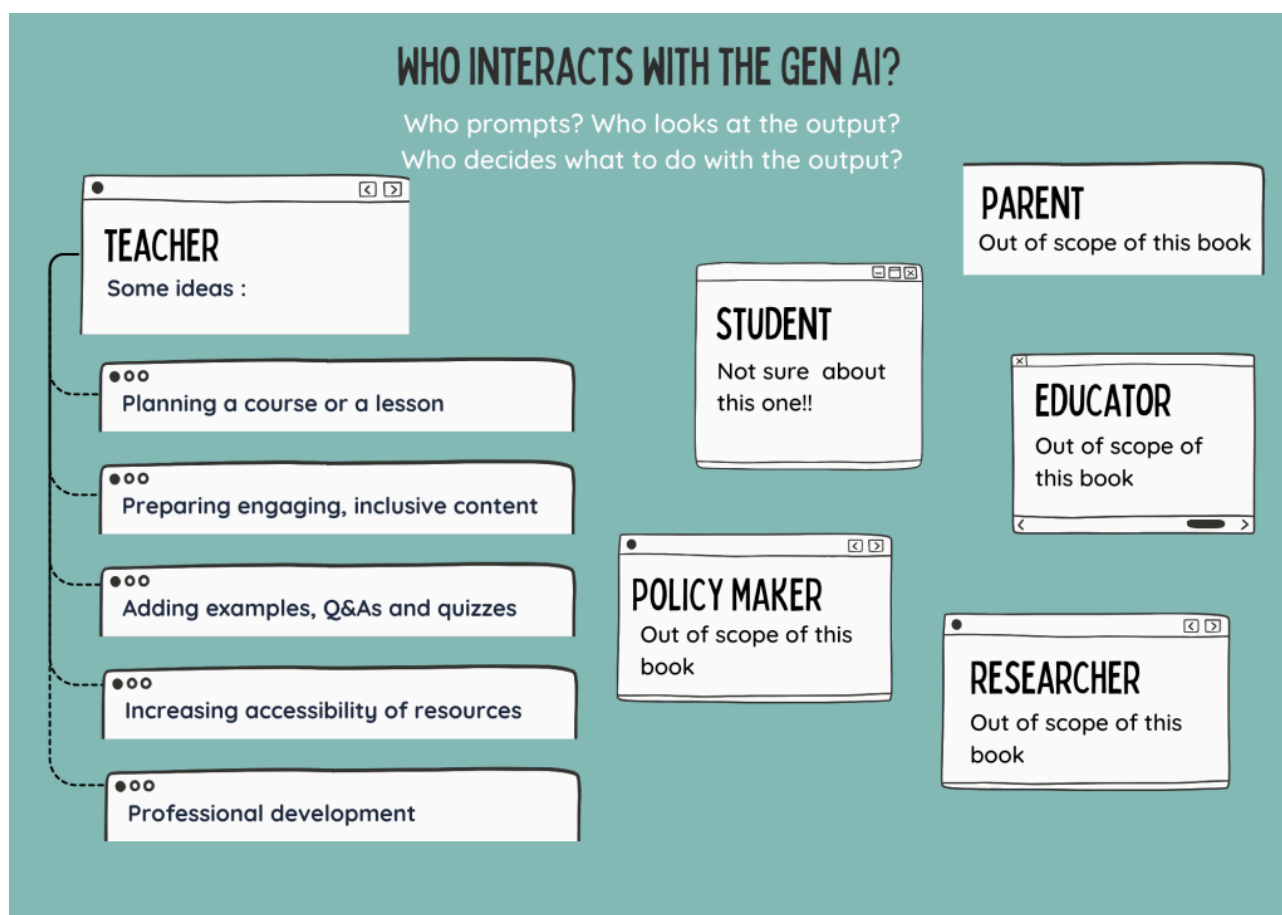 WHO INTERACTS WITH THE GEN AI?
Who prompts? Who looks at the output?
Who decides what to do with the output?
TEACHER
Some ideas :
Planning a course or a lesson
Preparing engaging, inclusive content
Adding examples, Q&As and quizzes
Increasing accessibility of resources
Professional development
STUDENT
Not sure about
this one!!
POLICY MAKER
Out of scope of this
book
PARENT
Out of scope of this book
EDUCATOR
Out of scope of
this book
RESEARCHER
Out of scope of this
book